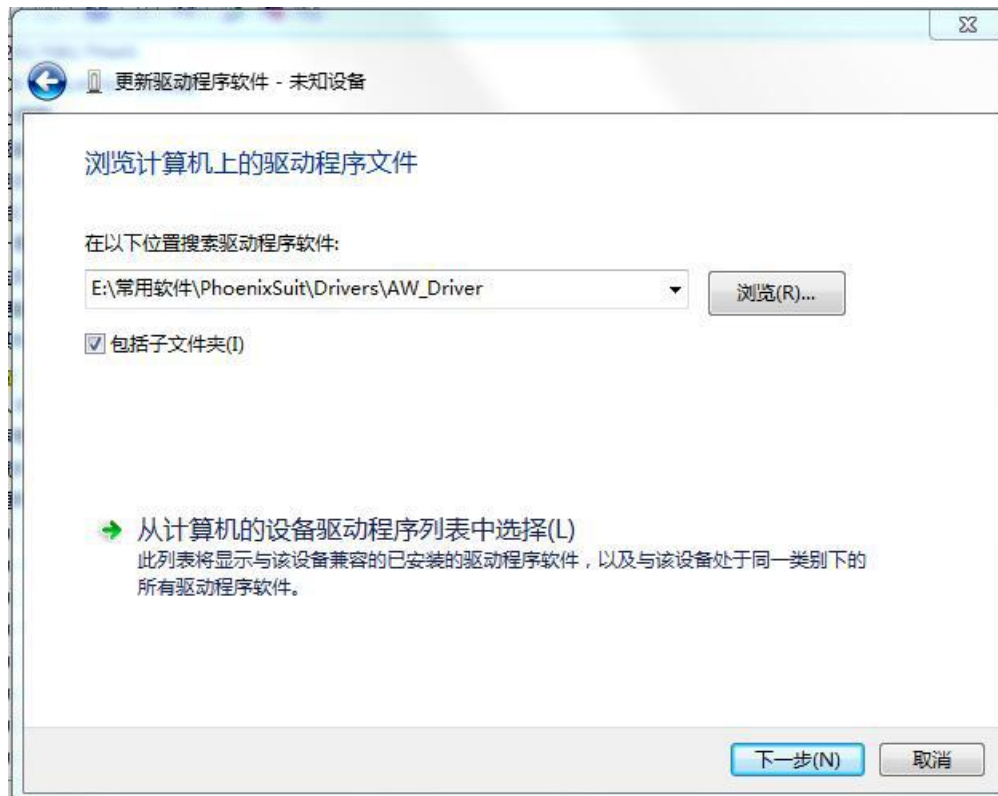 更新驱动程序软件 - 未知设备
浏览计算机上的驱动程序文件
在以下位置搜索驱动程序软件:
E:\常用软件\PhoenixSuit\Drivers\AW_Driver
浏览(R)...
包括子文件夹(I)
从计算机的设备驱动程序列表中选择(L)
此列表将显示与该设备兼容的已安装的驱动程序软件，以及与该设备处于同一类别下的
所有驱动程序软件。
下一步(N)
取消